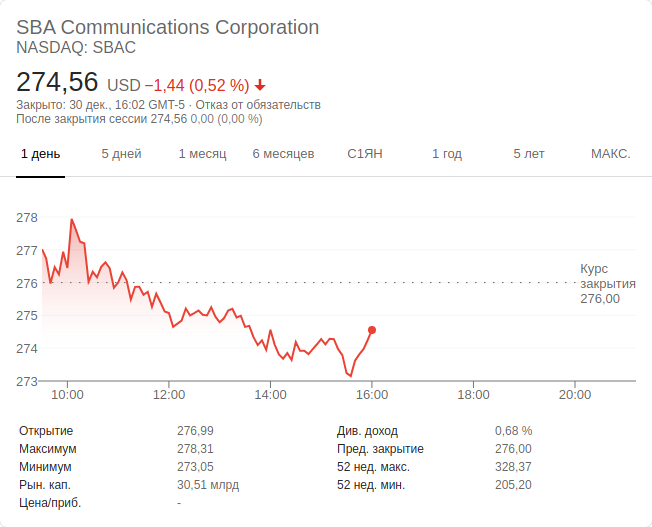 SBA Communications Corporation
NASDAQ: SBAC
274,56 USD −1,44 (0,52 %)
Закрыто: 30 дек., 16:02 GMT-5 · Отказ от обязательств
После закрытия сессии 274,56 0,00 (0,00 %)
1 день 5 дней 1 месяц 6 месяцев С1ЯН 1 год 5 лет МАКС.
278
277
276
275
274
273
Курс
закрытия
276,00
10:00 12:00 14:00 16:00 18:00 20:00
Открытие 276,99 Див. доход 0,68 %
Максимум 278,31 Пред. закрытие 276,00
Минимум 273,05 52 нед. макс. 328,37
Рын. кап. 30,51 млрд 52 нед. мин. 205,20
Цена/приб. -